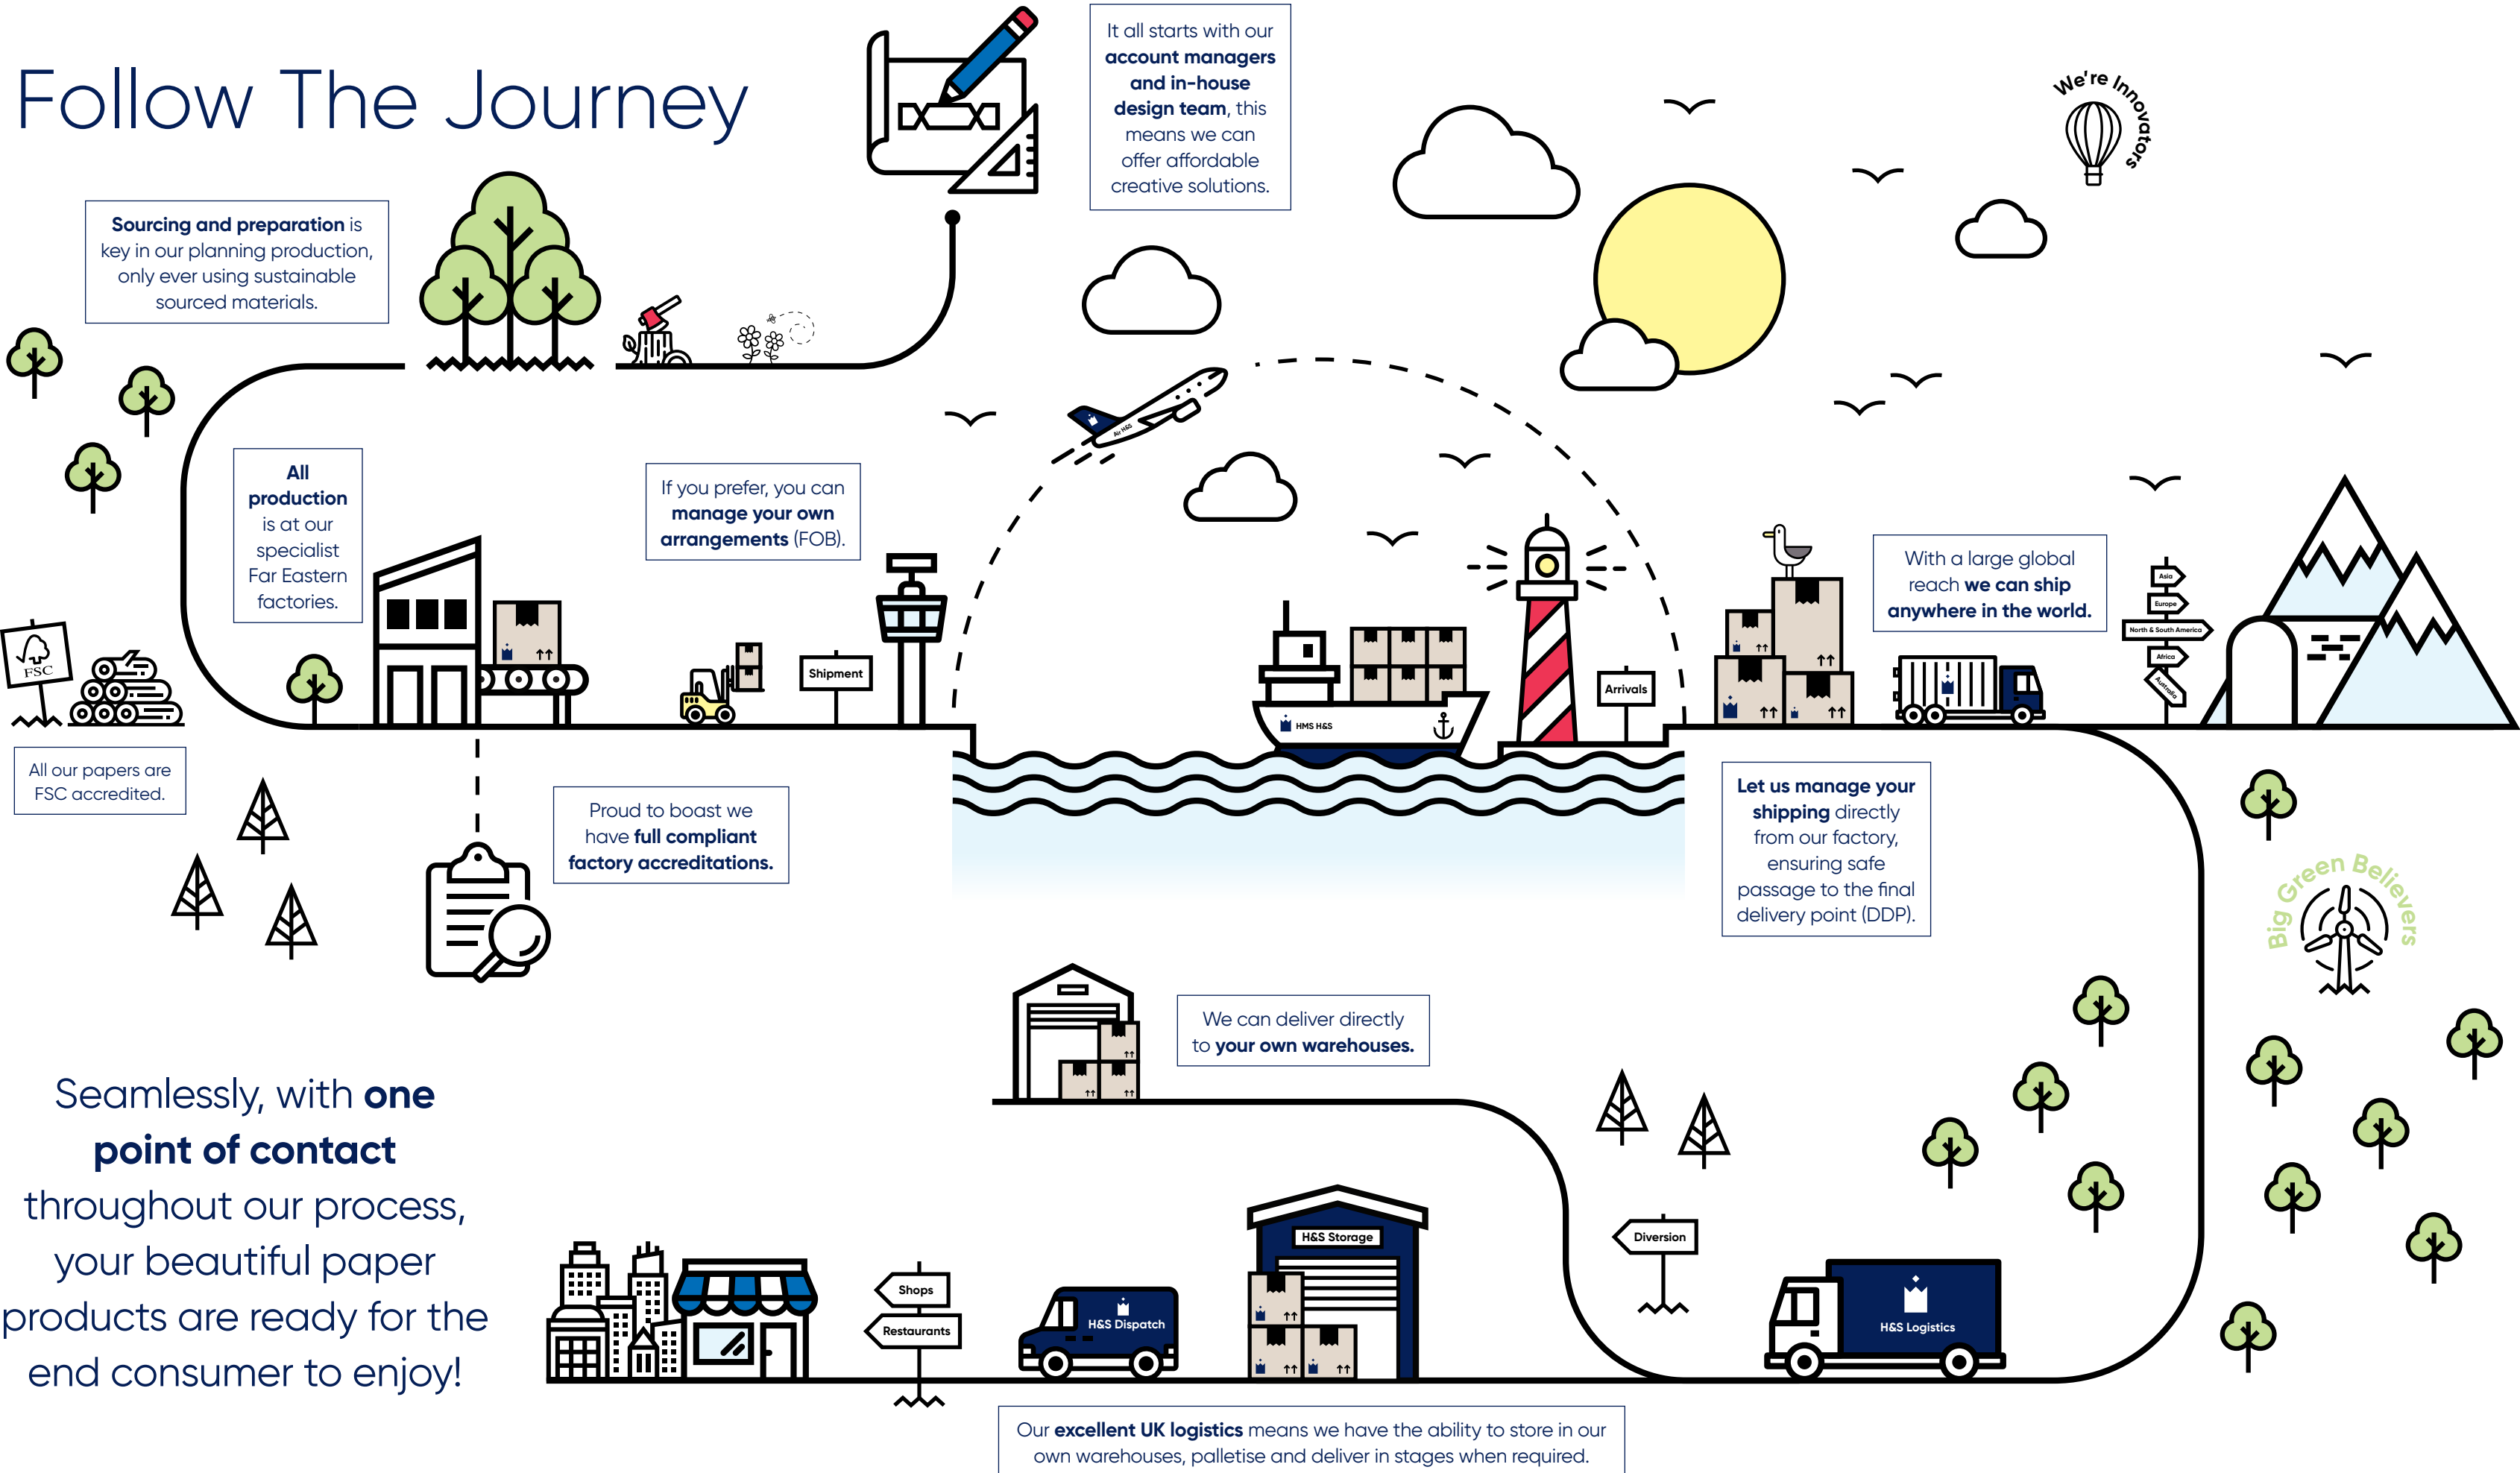 Follow The Journey
It all starts with our
account managers
and in-house
design team, this
means we can
offer affordable
creative solutions.
We're Innovators
Sourcing and preparation is
key in our planning production,
only ever using sustainable
sourced materials.
Air H&S
All
production
is at our
specialist
Far Eastern
factories.
If you prefer, you can
manage your own
arrangements (FOB).
With a large global
reach we can ship
anywhere in the world.
Asia
Europe
North & South America
Africa
Australia
FSC
Shipment
Arrivals
HMS H&S
All our papers are
FSC accredited.
Proud to boast we
have full compliant
factory accreditations.
Let us manage your
shipping directly
from our factory,
ensuring safe
passage to the final
delivery point (DDP).
Big Green Believers
We can deliver directly
to your own warehouses.
Seamlessly, with one
point of contact
throughout our process,
your beautiful paper
products are ready for the
end consumer to enjoy!
Shops
Restaurants
H&S Dispatch
H&S Storage
Diversion
H&S Logistics
Our excellent UK logistics means we have the ability to store in our
own warehouses, palletise and deliver in stages when required.